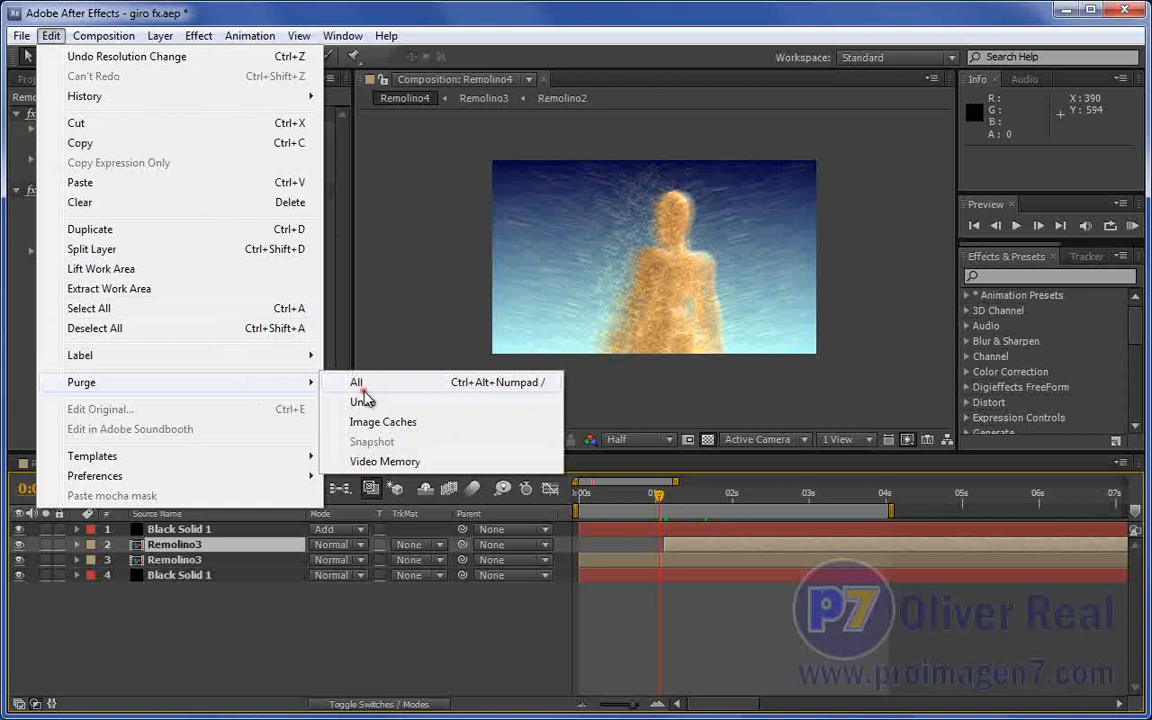 Adobe After Effects - giro fx.aep *
File Edit Composition Layer Effect Animation View Window Help
Workspace: Standard Search Help
Undo Resolution Change Ctrl+Z
Can't Redo Ctrl+Shift+Z
History
Cut Ctrl+X
Copy Ctrl+C
Copy Expression Only
Paste Ctrl+V
Clear Delete
Duplicate Ctrl+D
Split Layer Ctrl+Shift+D
Lift Work Area
Extract Work Area
Select All Ctrl+A
Deselect All Ctrl+Shift+A
Label
Purge
Edit Original... Ctrl+E
Edit in Adobe Soundbooth
Templates
Preferences
Paste mocha mask
All Ctrl+Alt+Numpad /
Image Caches
Snapshot
Video Memory
Composition: Remolino4
Remolino4 Remolino3 Remolino2
Half Active Camera 1 View
Info Audio
R: X: 390
G: Y: 594
B:
A: 0
Preview
Effects & Presets Tracker
* Animation Presets
3D Channel
Audio
Blur & Sharpen
Channel
Color Correction
Digieffects FreeForm
Distort
Expression Controls
Generate
02s 03s 04s 05s 06s 07s
# Source Name Mode T TrkMat Parent
1 Black Solid 1 Add None
2 Remolino3 Normal None None
3 Remolino3 Normal None None
4 Black Solid 1 Normal None None
Toggle Switches / Modes
P7 Oliver Real
www.proimagen7.com